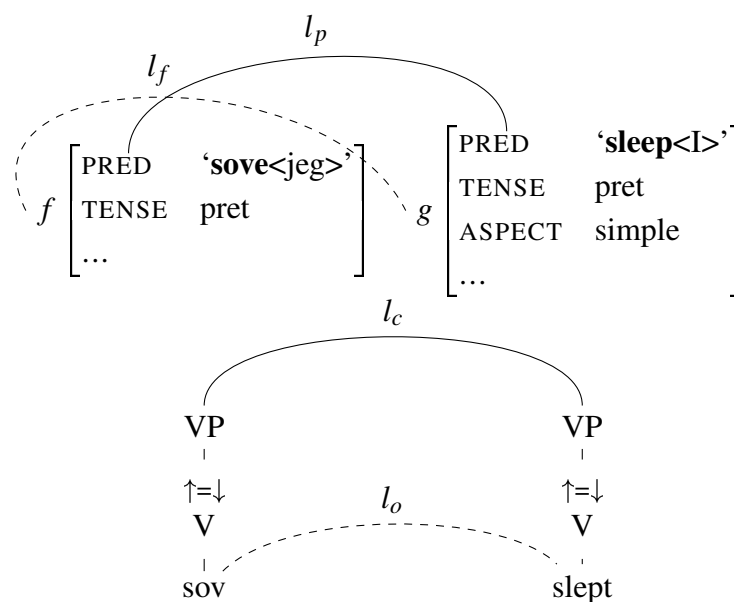 l_p
l_f
f [PRED ‘sove<jeg>’
TENSE pret
...]
g [PRED ‘sleep<I>’
TENSE pret
ASPECT simple
...]
l_c
VP VP
↑=↓ ↑=↓
V l_o V
sov slept